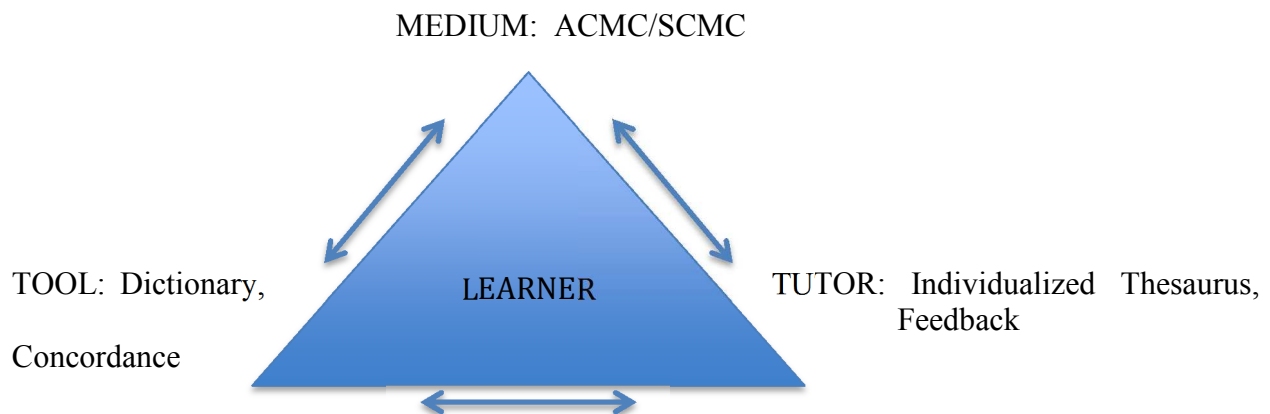 MEDIUM: ACMC/SCMC
TOOL: Dictionary,
Concordance
LEARNER
TUTOR: Individualized Thesaurus,
Feedback